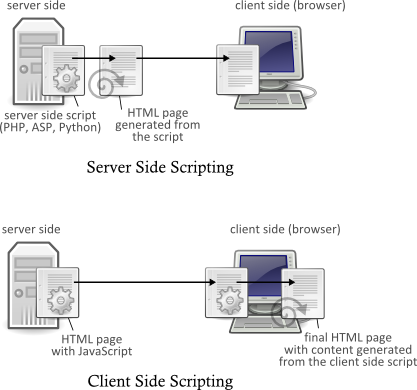 server side
client side (browser)
server side script
(PHP, ASP, Python)
HTML page
generated from
the script
Server Side Scripting
server side
client side (browser)
HTML page
with JavaScript
final HTML page
with content generated
from the client side script
Client Side Scripting